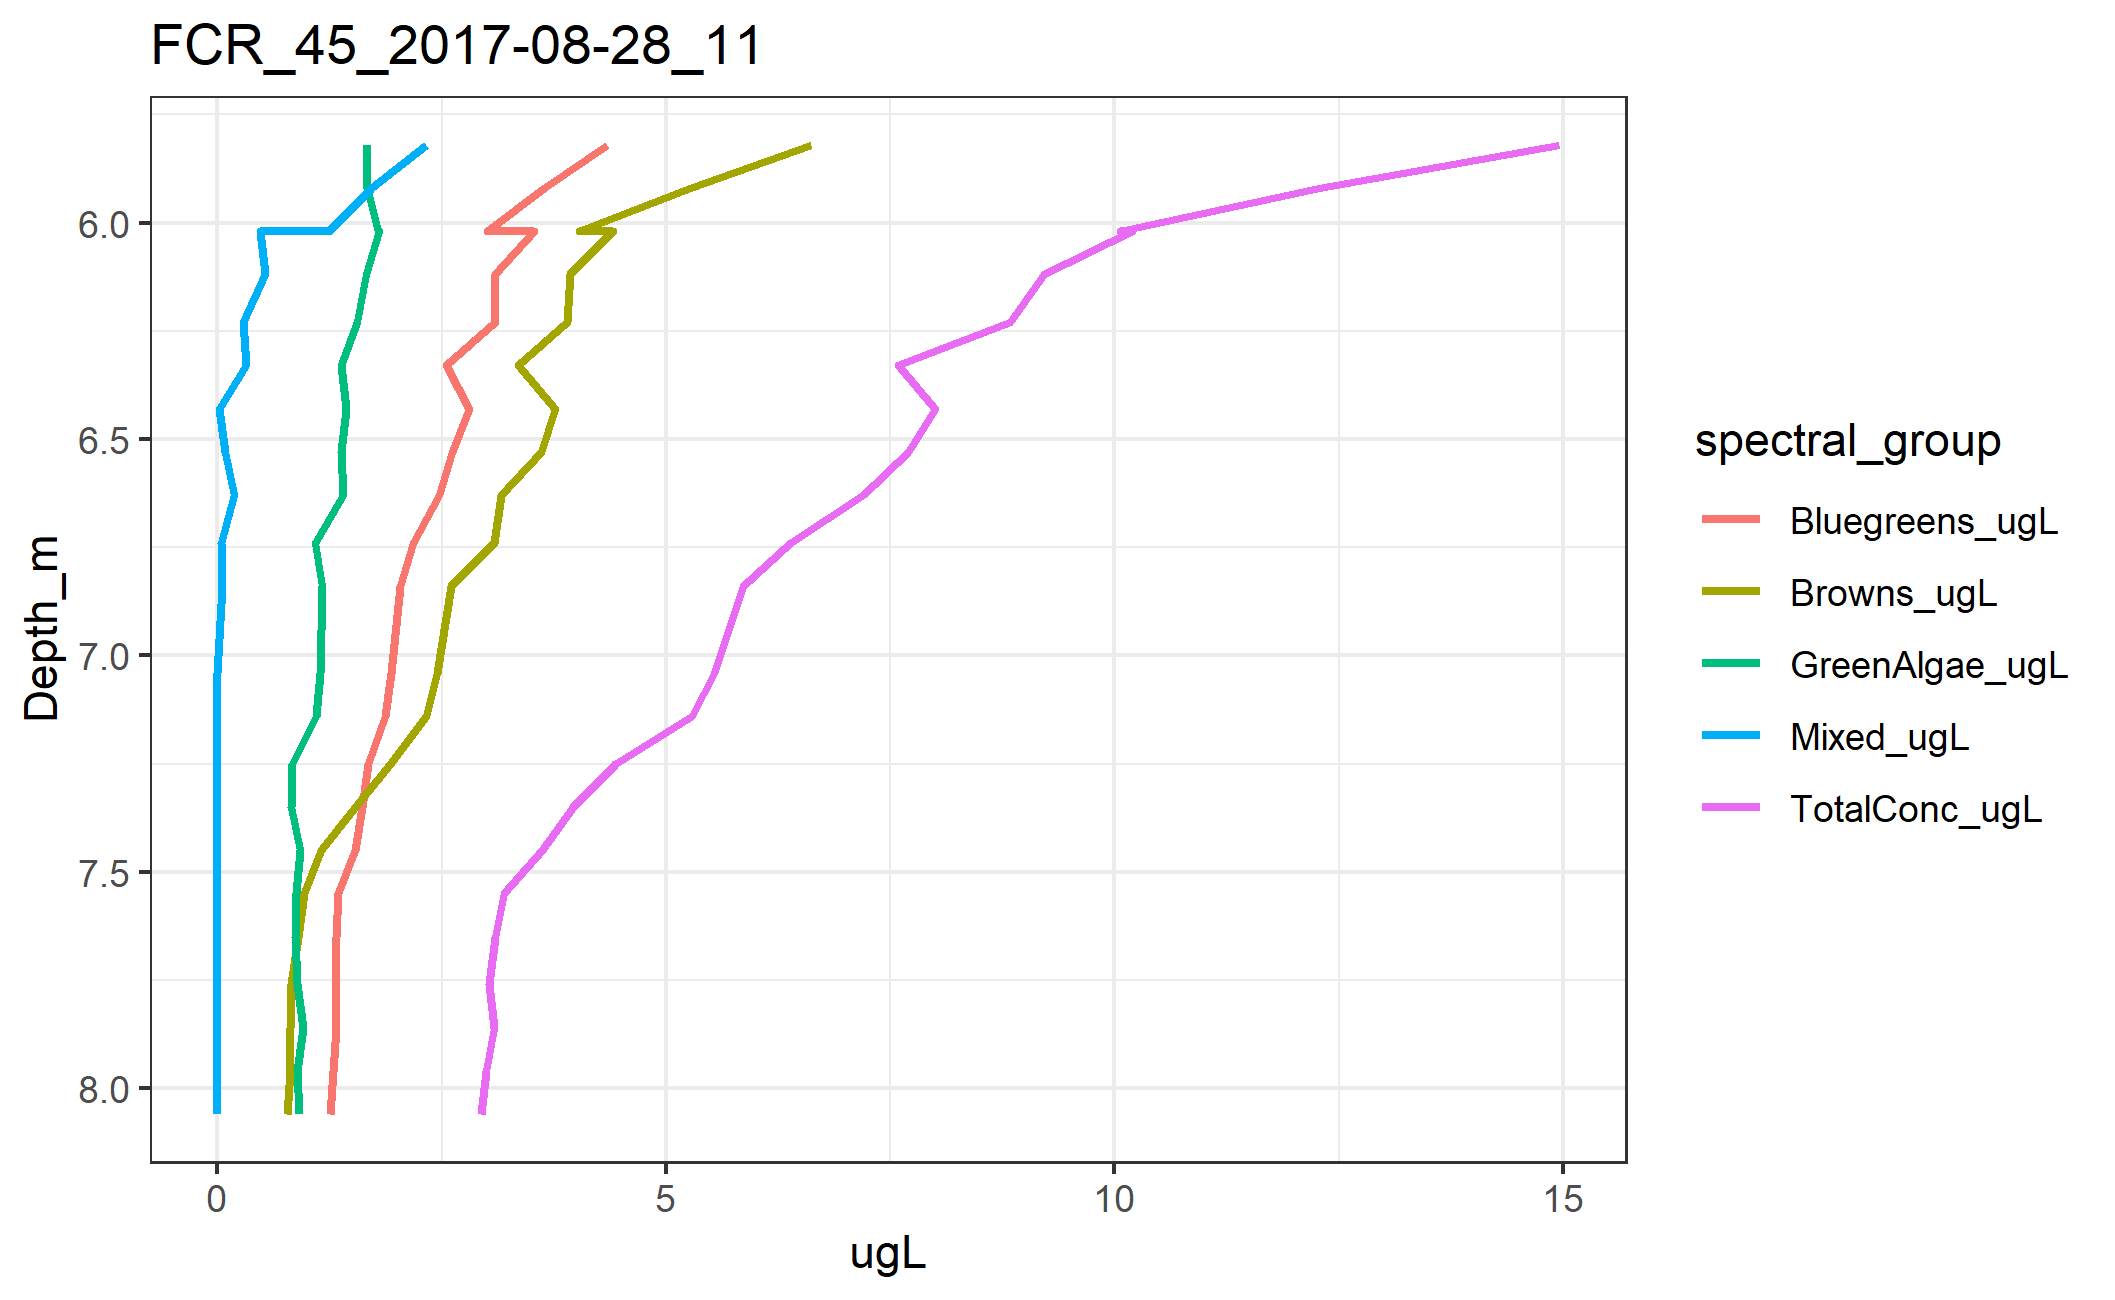 FCR_45_2017-08-28_11
6.0
6.5
7.0
7.5
8.0
Depth_m
0
5
10
15
ugL
spectral_group
Bluegreens_ugL
Browns_ugL
GreenAlgae_ugL
Mixed_ugL
TotalConc_ugL